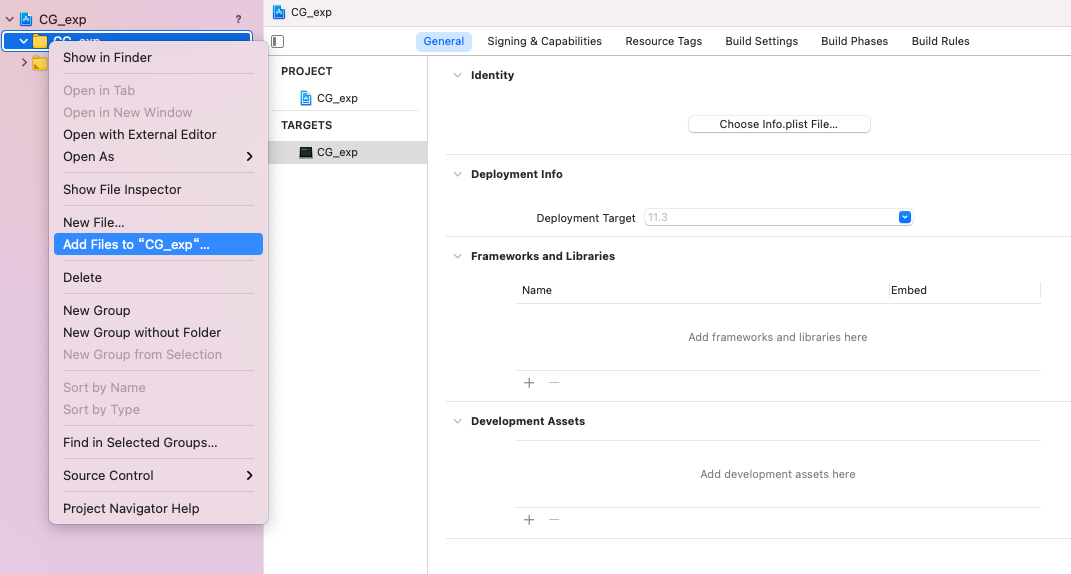 CG_exp
?
CG_exp
Show in Finder
Open in Tab
Open in New Window
Open with External Editor
Open As
Show File Inspector
New File...
Add Files to “CG_exp“...
Delete
New Group
New Group without Folder
New Group from Selection
Sort by Name
Sort by Type
Find in Selected Groups...
Source Control
Project Navigator Help
CG_exp
General Signing & Capabilities Resource Tags Build Settings Build Phases Build Rules
PROJECT
CG_exp
TARGETS
CG_exp
Identity
Choose Info.plist File...
Deployment Info
Deployment Target 11.3
Frameworks and Libraries
Name Embed
Add frameworks and libraries here
Development Assets
Add development assets here